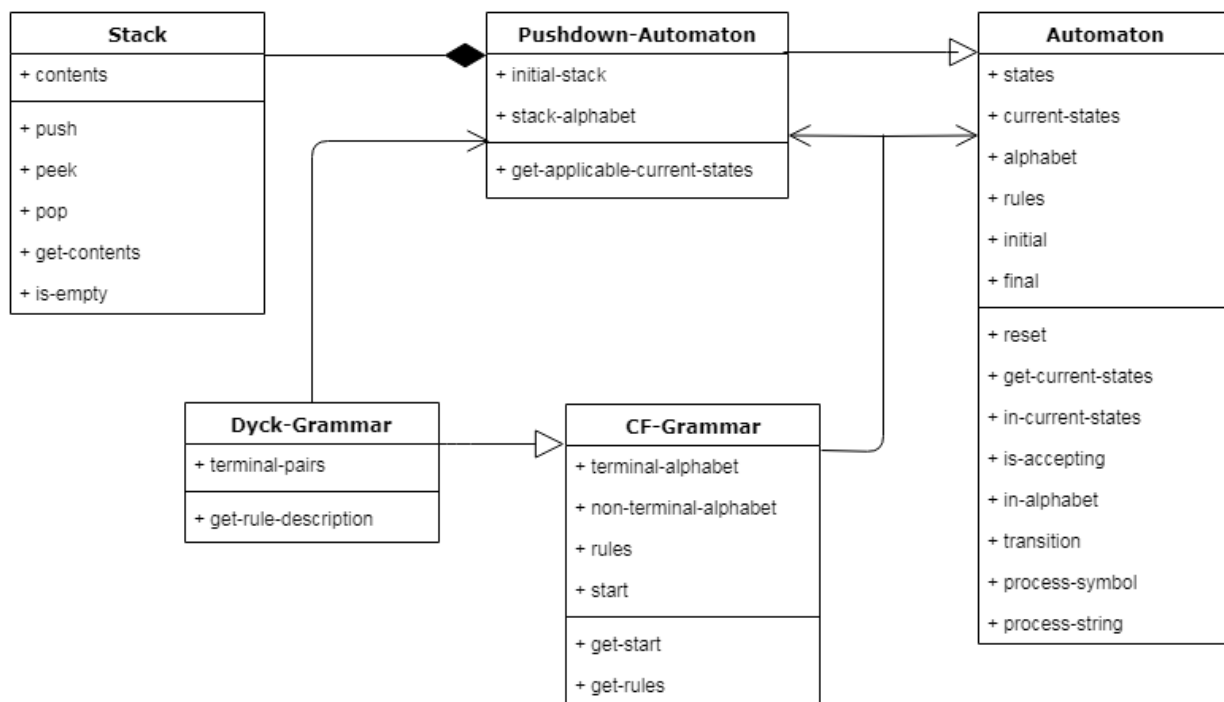 Stack
+ contents
+ push
+ peek
+ pop
+ get-contents
+ is-empty
Pushdown-Automaton
+ initial-stack
+ stack-alphabet
+ get-applicable-current-states
Automaton
+ states
+ current-states
+ alphabet
+ rules
+ initial
+ final
+ reset
+ get-current-states
+ in-current-states
+ is-accepting
+ in-alphabet
+ transition
+ process-symbol
+ process-string
Dyck-Grammar
+ terminal-pairs
+ get-rule-description
CF-Grammar
+ terminal-alphabet
+ non-terminal-alphabet
+ rules
+ start
+ get-start
+ get-rules